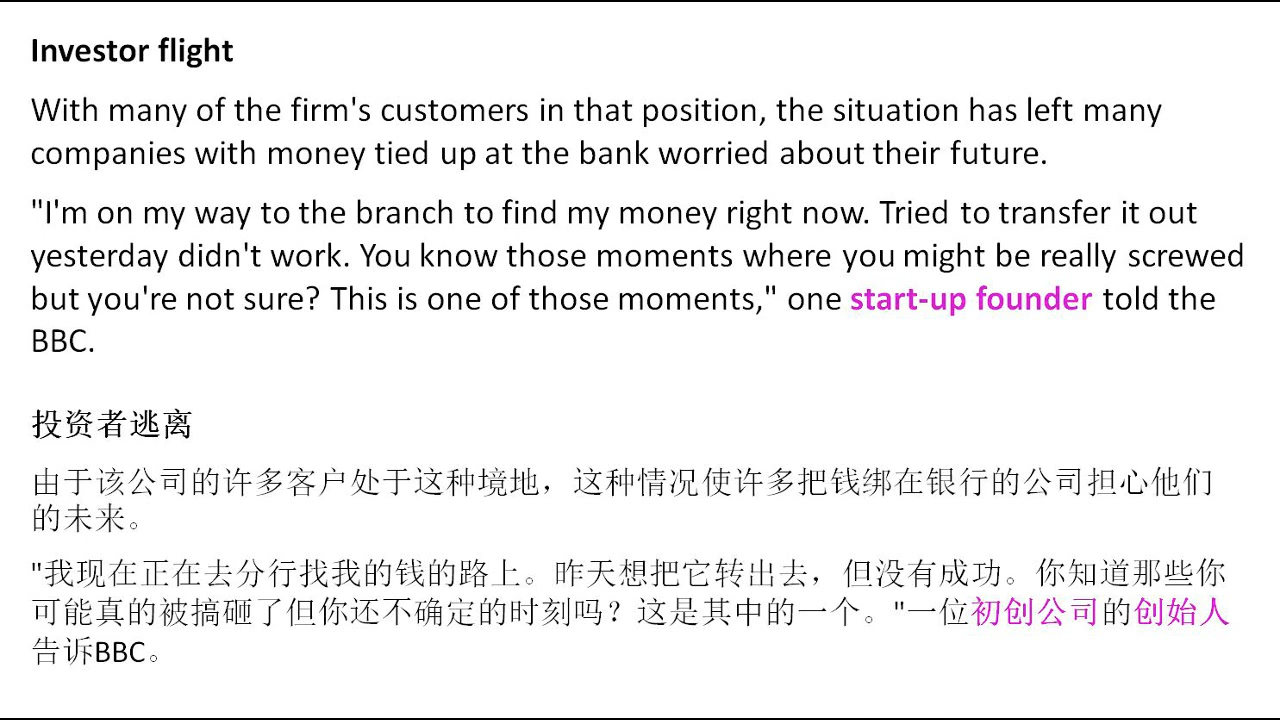 Investor flight
With many of the firm's customers in that position, the situation has left many
companies with money tied up at the bank worried about their future.
"I'm on my way to the branch to find my money right now. Tried to transfer it out
yesterday didn't work. You know those moments where you might be really screwed
but you're not sure? This is one of those moments," one start-up founder told the
BBC.
投资者逃离
由于该公司的许多客户处于这种境地，这种情况使许多把钱绑在银行的公司担心他们
的未来。
"我现在正在去分行找我的钱的路上。昨天想把它转出去，但没有成功。你知道那些你
可能真的被搞砸了但你还不确定的时刻吗？这是其中的一个。"一位初创公司的创始人
告诉BBC。